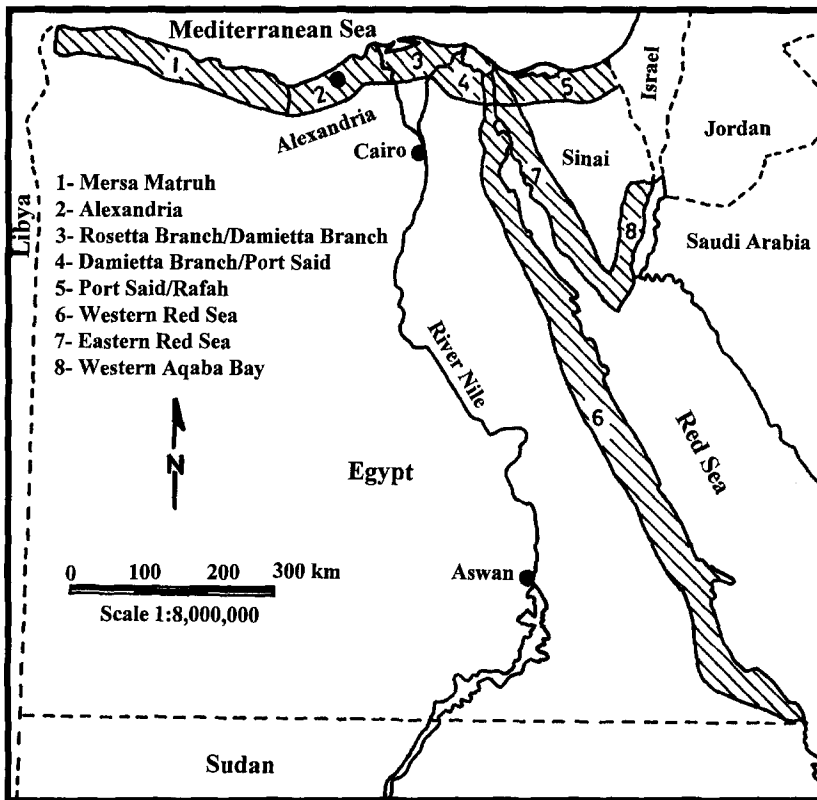 Mediterranean Sea
1
2
3
4
5
Alexandria
Cairo
Sinai
Israel
Jordan
7
8
Saudi Arabia
Libya
1- Mersa Matruh
2- Alexandria
3- Rosetta Branch/Damietta Branch
4- Damietta Branch/Port Said
5- Port Said/Rafah
6- Western Red Sea
7- Eastern Red Sea
8- Western Aqaba Bay
River Nile
6
Red Sea
N
Egypt
0 100 200 300 km
Scale 1:8,000,000
Aswan
Sudan